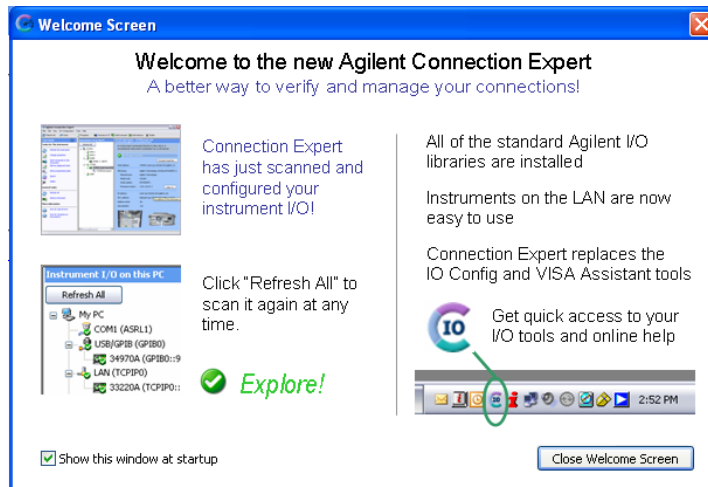 Welcome Screen
Welcome to the new Agilent Connection Expert
A better way to verify and manage your connections!
Connection Expert
has just scanned and
configured your
instrument I/O!
Instrument I/O on this PC
Refresh All
My PC
COM1 (ASRL1)
USB/GPIB (GPIB0)
34970A (GPIB0::9
LAN (TCPIP0)
33220A (TCPIP0::
Click "Refresh All" to
scan it again at any
time.
Explore!
All of the standard Agilent I/O
libraries are installed
Instruments on the LAN are now
easy to use
Connection Expert replaces the
IO Config and VISA Assistant tools
IO
Get quick access to your
I/O tools and online help
2:52 PM
Show this window at startup
Close Welcome Screen